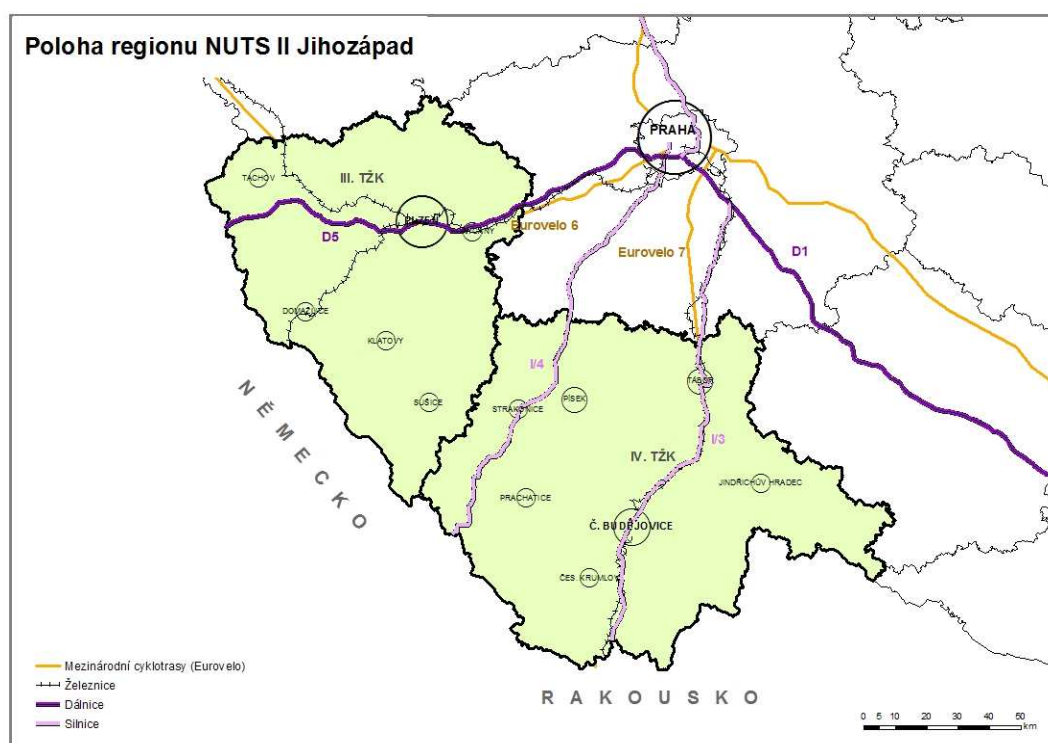 Poloha regionu NUTS II Jihozápad
PRAHA
TACHOV
III. TŽK
PLZEŇ
D5
Eurovelo 6
Eurovelo 7
D1
DOMAŽLICE
KLATOVY
I/4
SUŠICE
STRAKONICE
PÍSEK
TÁBOR
I/3
NĚMECKO
IV. TŽK
PRACHATICE
JINDŘICHŮV HRADEC
Č. BUDĚJOVICE
ČES. KRUMLOV
RAKOUSKO
Mezinárodní cyklotrasy (Eurovelo)
Železnice
Dálnice
Silnice
0 5 10 20 30 40 50
km